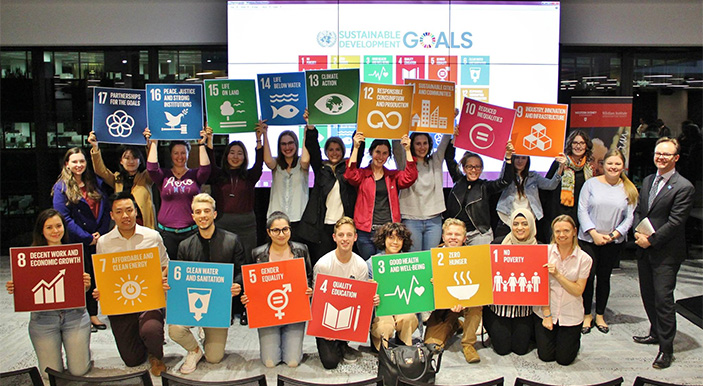 SUSTAINABLE
DEVELOPMENT GOALS
17 PARTNERSHIPS
FOR THE GOALS
16 PEACE, JUSTICE
AND STRONG
INSTITUTIONS
15 LIFE
ON LAND
14 LIFE
BELOW WATER
13 CLIMATE
ACTION
12 RESPONSIBLE
CONSUMPTION
AND PRODUCTION
SUSTAINABLE CITIES
AND COMMUNITIES
10 REDUCED
INEQUALITIES
9 INDUSTRY, INNOVATION
AND INFRASTRUCTURE
8 DECENT WORK AND
ECONOMIC GROWTH
7 AFFORDABLE AND
CLEAN ENERGY
6 CLEAN WATER
AND SANITATION
5 GENDER
EQUALITY
4 QUALITY
EDUCATION
3 GOOD HEALTH
AND WELL-BEING
2 ZERO
HUNGER
1 NO
POVERTY